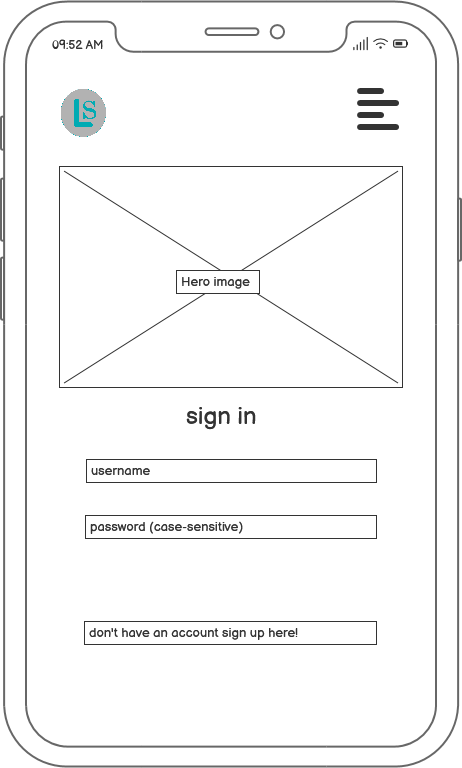 09:52 AM
LS
Hero image
sign in
username
password (case-sensitive)
don't have an account sign up here!